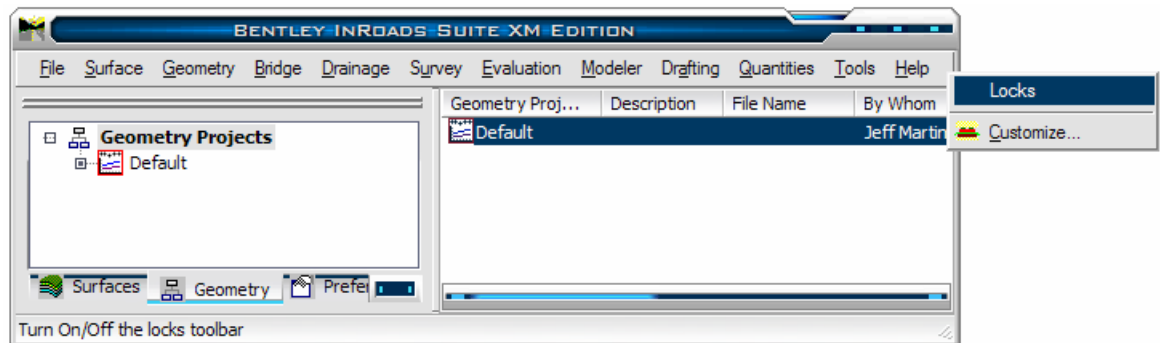 BENTLEY INROADS SUITE XM EDITION
File Surface Geometry Bridge Drainage Survey Evaluation Modeler Drafting Quantities Tools Help
Locks
Customize...
Geometry Proj... Description File Name By Whom
Default Jeff Martin
Geometry Projects
Default
Surfaces Geometry Prefer
Turn On/Off the locks toolbar